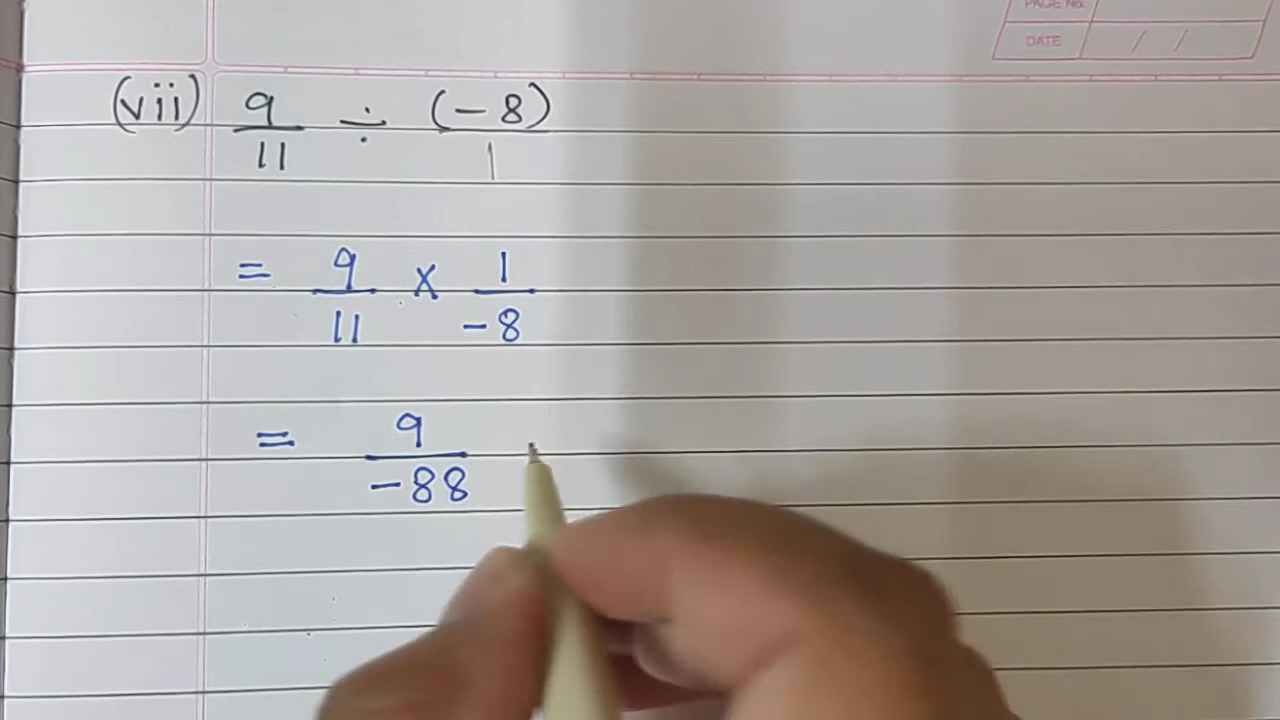 PAGE No.
DATE / /
(vii) 9/11 ÷ (-8)/1
= 9/11 x 1/-8
= 9/-88